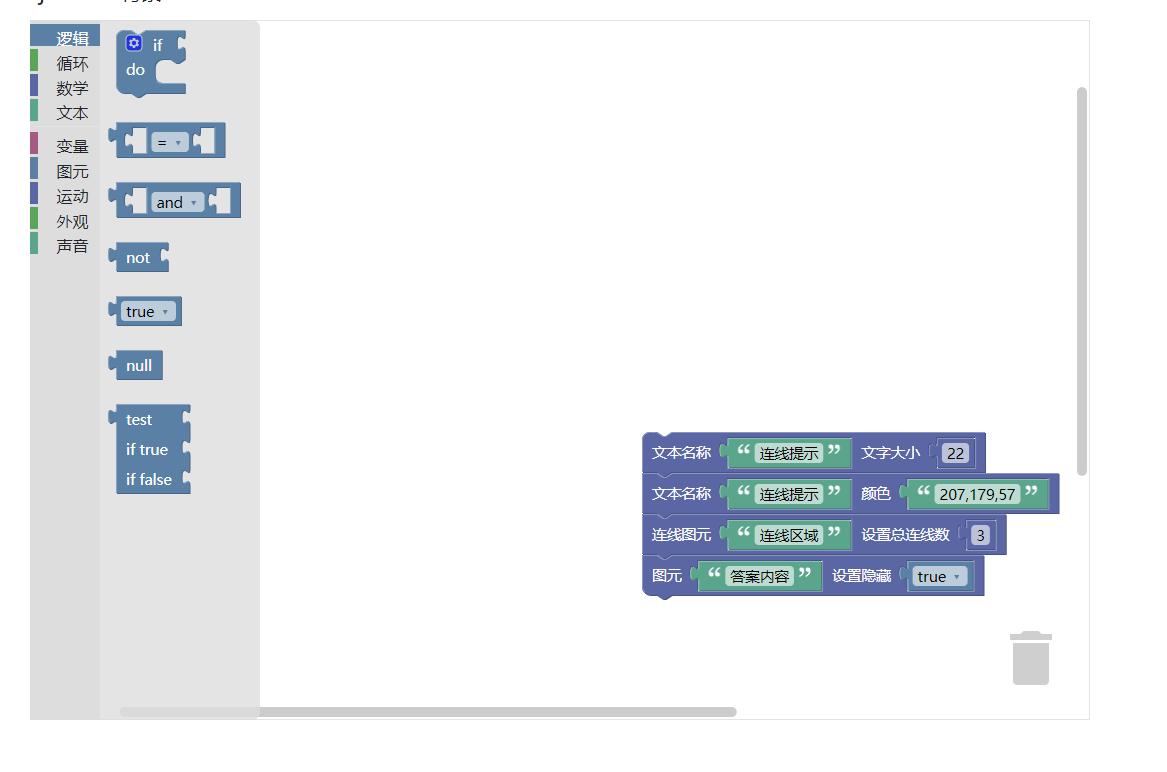 逻辑
循环
数学
文本
变量
图元
运动
外观
声音
if
do
=
and
not
true
null
test
if true
if false
文本名称 “ 连线提示 ” 文字大小 22
文本名称 “ 连线提示 ” 颜色 “ 207,179,57 ”
连线图元 “ 连线区域 ” 设置总连线数 3
图元 “ 答案内容 ” 设置隐藏 true